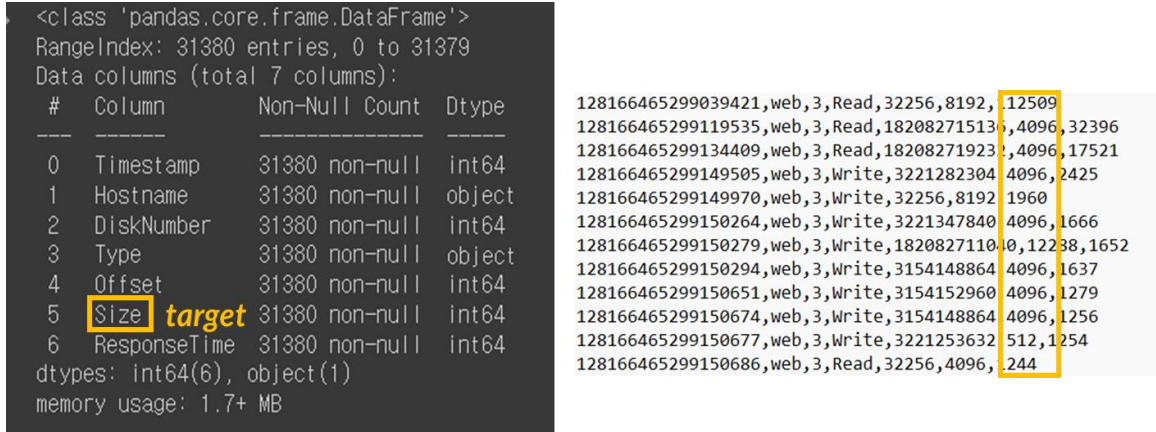 <class 'pandas.core.frame.DataFrame'>
RangeIndex: 31380 entries, 0 to 31379
Data columns (total 7 columns):
# Column Non-Null Count Dtype
--- ------ -------------- -----
0 Timestamp 31380 non-null int64
1 Hostname 31380 non-null object
2 DiskNumber 31380 non-null int64
3 Type 31380 non-null object
4 Offset 31380 non-null int64
5 Size target 31380 non-null int64
6 ResponseTime 31380 non-null int64
dtypes: int64(6), object(1)
memory usage: 1.7+ MB
128166465299039421,web,3,Read,32256,8192,112509
128166465299119535,web,3,Read,182082715136,4096,32396
128166465299134409,web,3,Read,182082719232,4096,17521
128166465299149505,web,3,Write,3221282304,4096,2425
128166465299149970,web,3,Write,32256,8192,1960
128166465299150264,web,3,Write,3221347840,4096,1666
128166465299150279,web,3,Write,182082711040,12288,1652
128166465299150294,web,3,Write,3154148864,4096,1637
128166465299150651,web,3,Write,3154152960,4096,1279
128166465299150674,web,3,Write,3154148864,4096,1256
128166465299150677,web,3,Write,3221253632,512,1254
128166465299150686,web,3,Read,32256,4096,1244